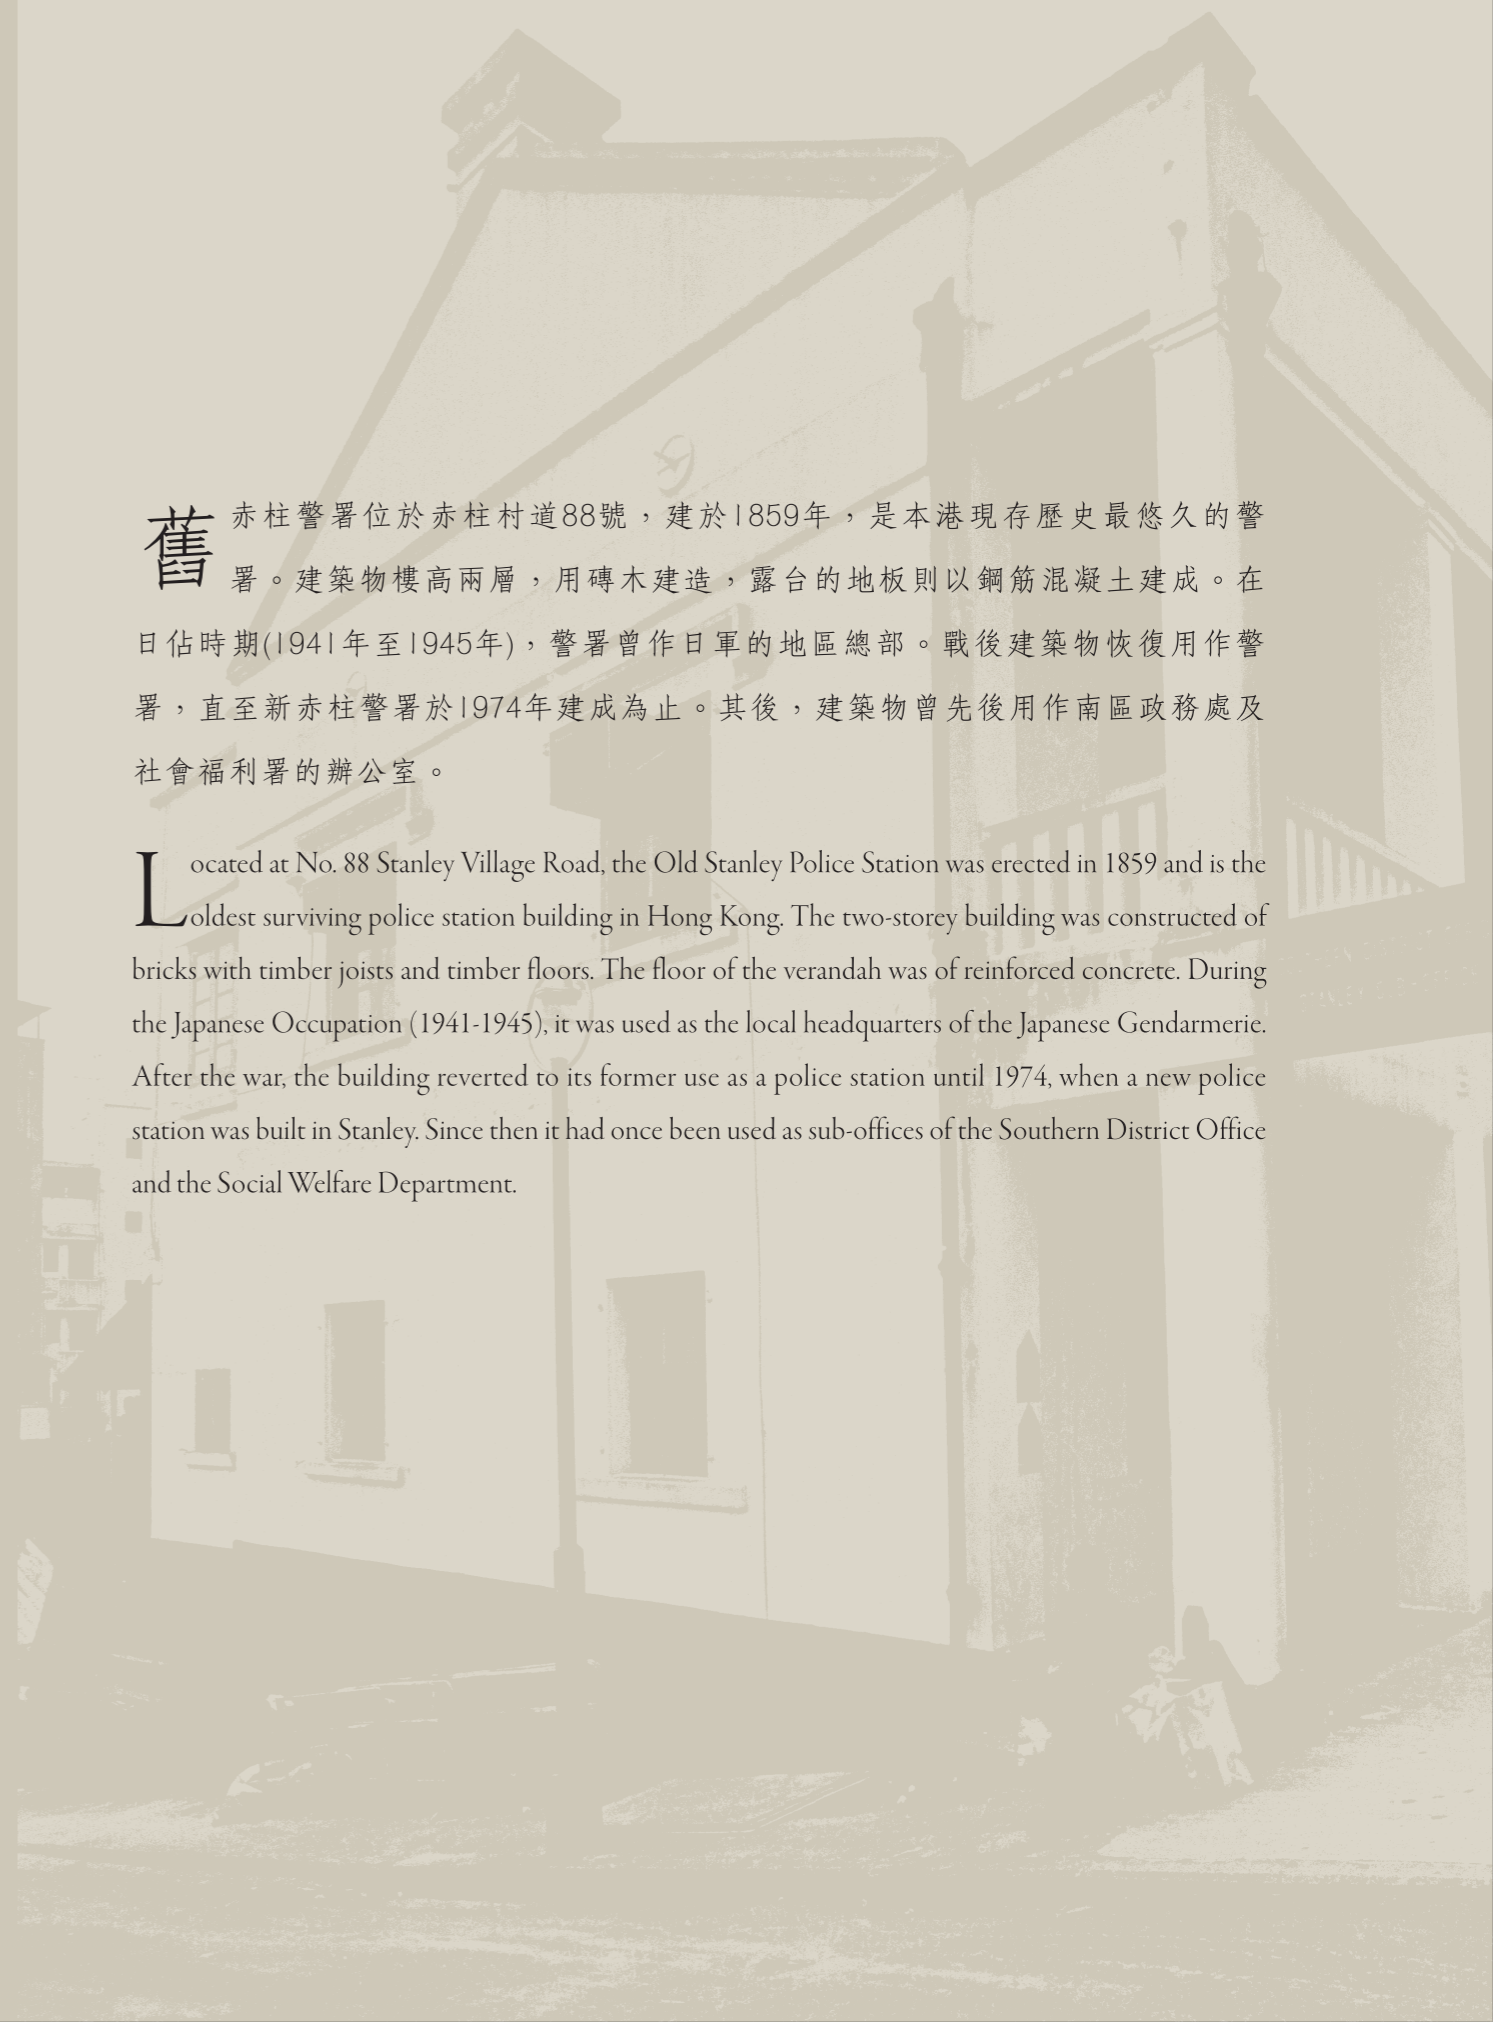 舊赤柱警署位於赤柱村道88號，建於1859年，是本港現存歷史最悠久的警
署。建築物樓高兩層，用磚木建造，露台的地板則以鋼筋混凝土建成。在
日佔時期(1941年至1945年)，警署曾作日軍的地區總部。戰後建築物恢復用作警
署，直至新赤柱警署於1974年建成為止。其後，建築物曾先後用作南區政務處及
社會福利署的辦公室。
Located at No. 88 Stanley Village Road, the Old Stanley Police Station was erected in 1859 and is the
oldest surviving police station building in Hong Kong. The two-storey building was constructed of
bricks with timber joists and timber floors. The floor of the verandah was of reinforced concrete. During
the Japanese Occupation (1941-1945), it was used as the local headquarters of the Japanese Gendarmerie.
After the war, the building reverted to its former use as a police station until 1974, when a new police
station was built in Stanley. Since then it had once been used as sub-offices of the Southern District Office
and the Social Welfare Department.